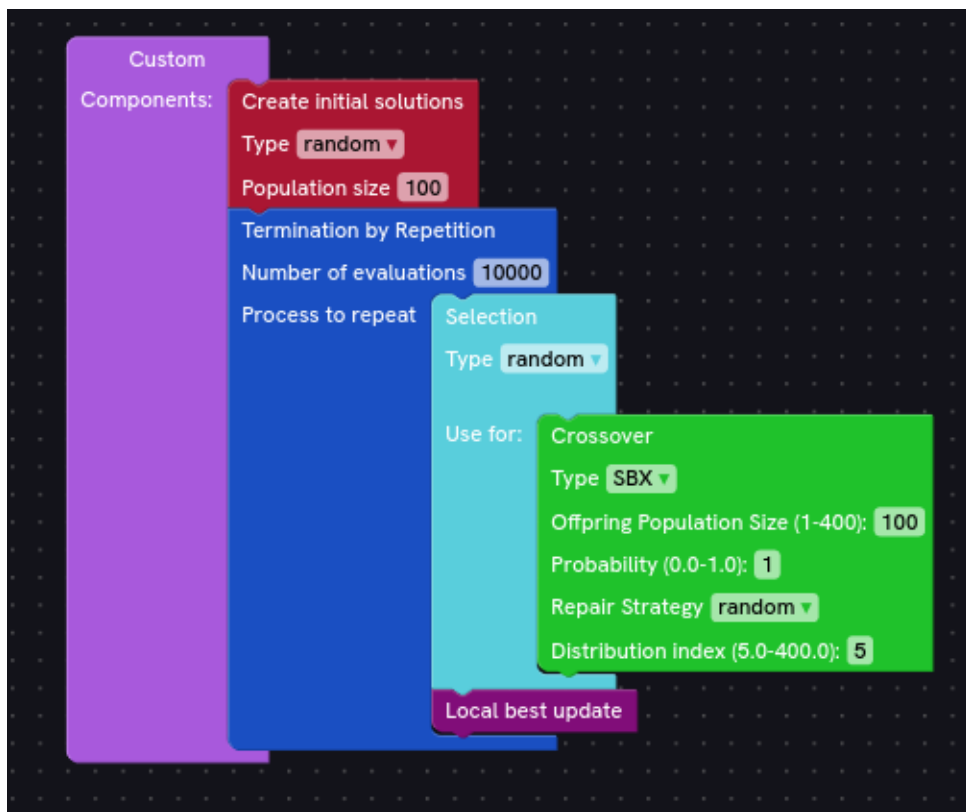 Custom
Components:
Create initial solutions
Type random
Population size 100
Termination by Repetition
Number of evaluations 10000
Process to repeat
Selection
Type random
Use for:
Crossover
Type SBX
Offpring Population Size (1-400): 100
Probability (0.0-1.0): 1
Repair Strategy random
Distribution index (5.0-400.0): 5
Local best update